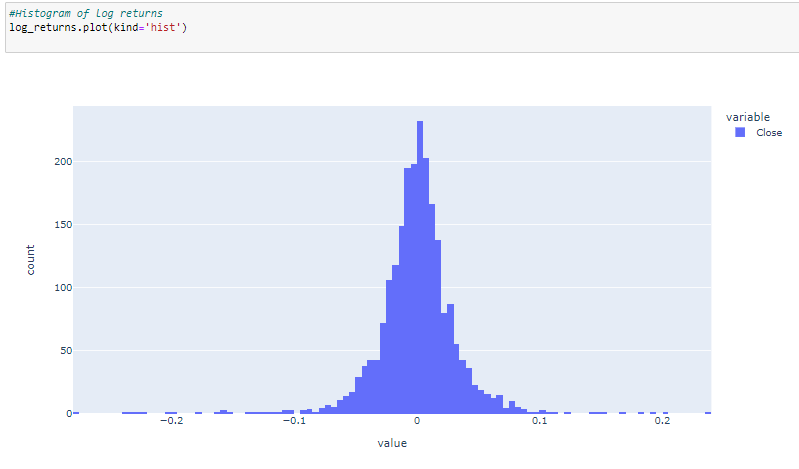 #Histogram of log returns
log_returns.plot(kind='hist')
variable
Close
200
150
100
50
0
count
−0.2
−0.1
0
0.1
0.2
value